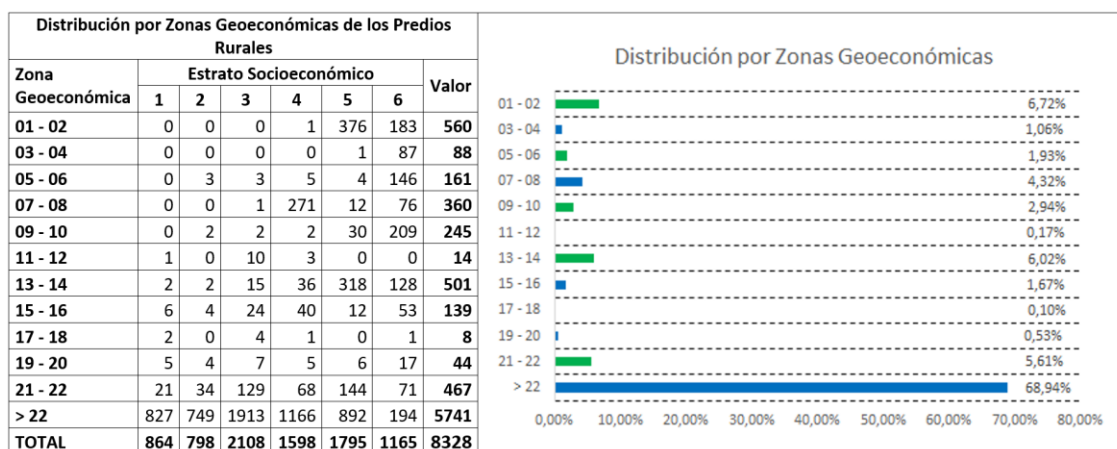 Distribución por Zonas Geoeconómicas de los Predios
Rurales
Zona
Geoeconómica
Estrato Socioeconómico
Valor
1 2 3 4 5 6
01 - 02 0 0 0 1 376 183 560
03 - 04 0 0 0 0 1 87 88
05 - 06 0 3 3 5 4 146 161
07 - 08 0 0 1 271 12 76 360
09 - 10 0 2 2 2 30 209 245
11 - 12 1 0 10 3 0 0 14
13 - 14 2 2 15 36 318 128 501
15 - 16 6 4 24 40 12 53 139
17 - 18 2 0 4 1 0 1 8
19 - 20 5 4 7 5 6 17 44
21 - 22 21 34 129 68 144 71 467
> 22 827 749 1913 1166 892 194 5741
TOTAL 864 798 2108 1598 1795 1165 8328
Distribución por Zonas Geoeconómicas
01 - 02 6,72%
03 - 04 1,06%
05 - 06 1,93%
07 - 08 4,32%
09 - 10 2,94%
11 - 12 0,17%
13 - 14 6,02%
15 - 16 1,67%
17 - 18 0,10%
19 - 20 0,53%
21 - 22 5,61%
> 22 68,94%
0,00% 10,00% 20,00% 30,00% 40,00% 50,00% 60,00% 70,00% 80,00%